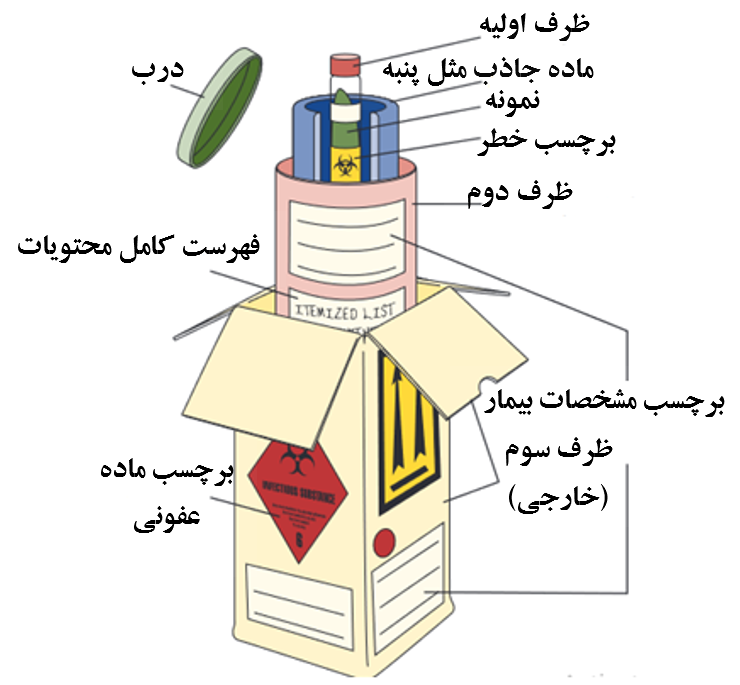 ظرف اولیه
ماده جاذب مثل پنبه
درب
نمونه
برچسب خطر
ظرف دوم
فهرست کامل محتویات
ITEMIZED LIST
برچسب مشخصات بیمار
ظرف سوم
(خارجی)
برچسب ماده
عفونی
INFECTIOUS SUBSTANCE
6